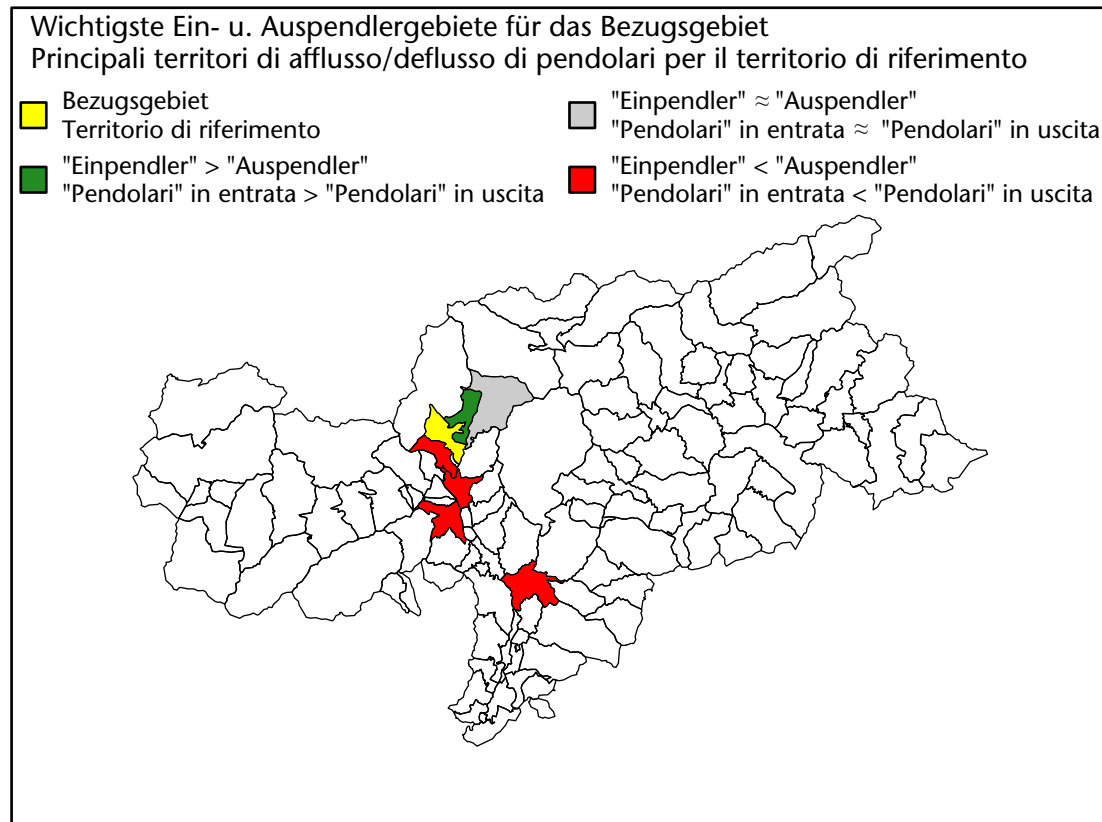 Wichtigste Ein- u. Auspendlergebiete für das Bezugsgebiet
Principali territori di afflusso/deflusso di pendolari per il territorio di riferimento
Bezugsgebiet
Territorio di riferimento
"Einpendler" > "Auspendler"
"Pendolari" in entrata > "Pendolari" in uscita
"Einpendler" ≈ "Auspendler"
"Pendolari" in entrata ≈ "Pendolari" in uscita
"Einpendler" < "Auspendler"
"Pendolari" in entrata < "Pendolari" in uscita